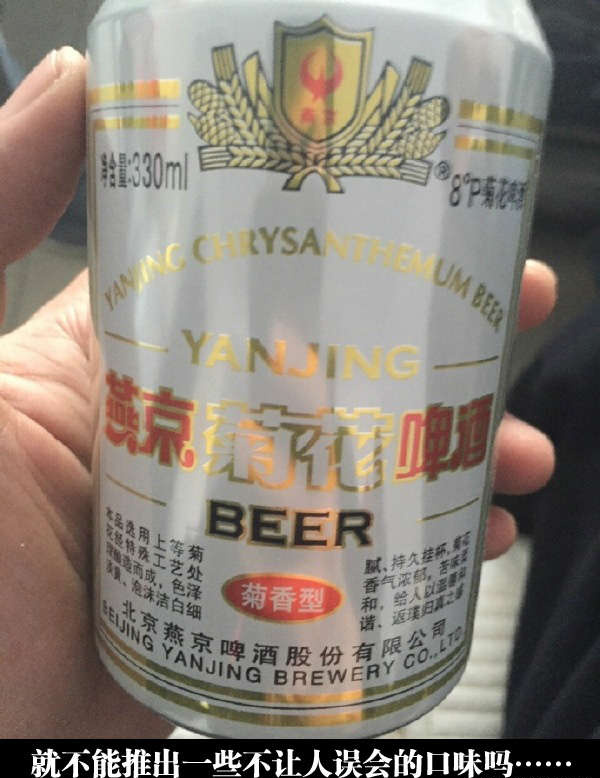 燕京
净含量:330ml
® 8°P菊花啤酒
YANJING CHRYSANTHEMUM BEER
YANJING
燕京菊花啤酒
BEER
本品选用上等菊
花经特殊工艺处
理酿造而成，色泽
淡黄、泡沫洁白细
腻、持久挂杯，菊花
香气浓郁，苦味柔
和，给人以温馨和
谐、返璞归真之感
菊香型
北京燕京啤酒股份有限公司
BEIJING YANJING BREWERY CO.,LTD.
就不能推出一些不让人误会的口味吗……